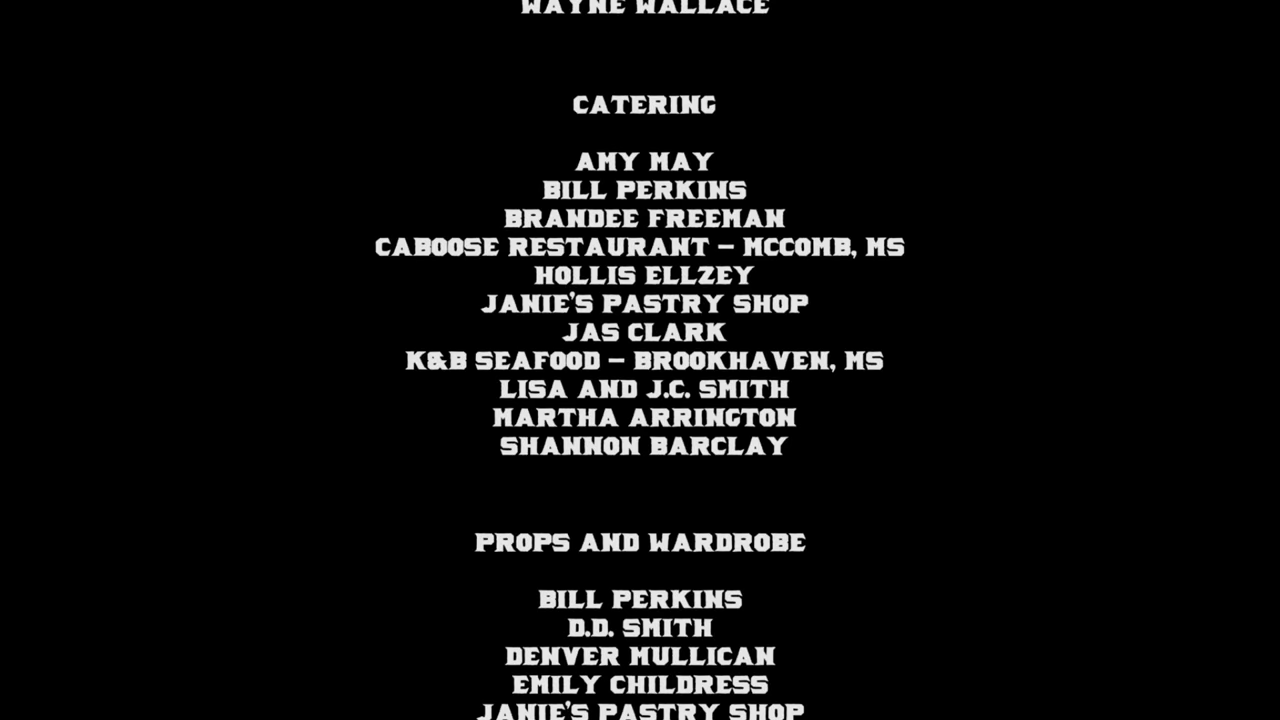 WAYNE WALLACE
CATERING
AMY MAY
BILL PERKINS
BRANDEE FREEMAN
CABOOSE RESTAURANT – MCCOMB, MS
HOLLIS ELLZEY
JANIE'S PASTRY SHOP
JAS CLARK
K&B SEAFOOD – BROOKHAVEN, MS
LISA AND J.C. SMITH
MARTHA ARRINGTON
SHANNON BARCLAY
PROPS AND WARDROBE
BILL PERKINS
D.D. SMITH
DENVER MULLICAN
EMILY CHILDRESS
JANIE'S PASTRY SHOP